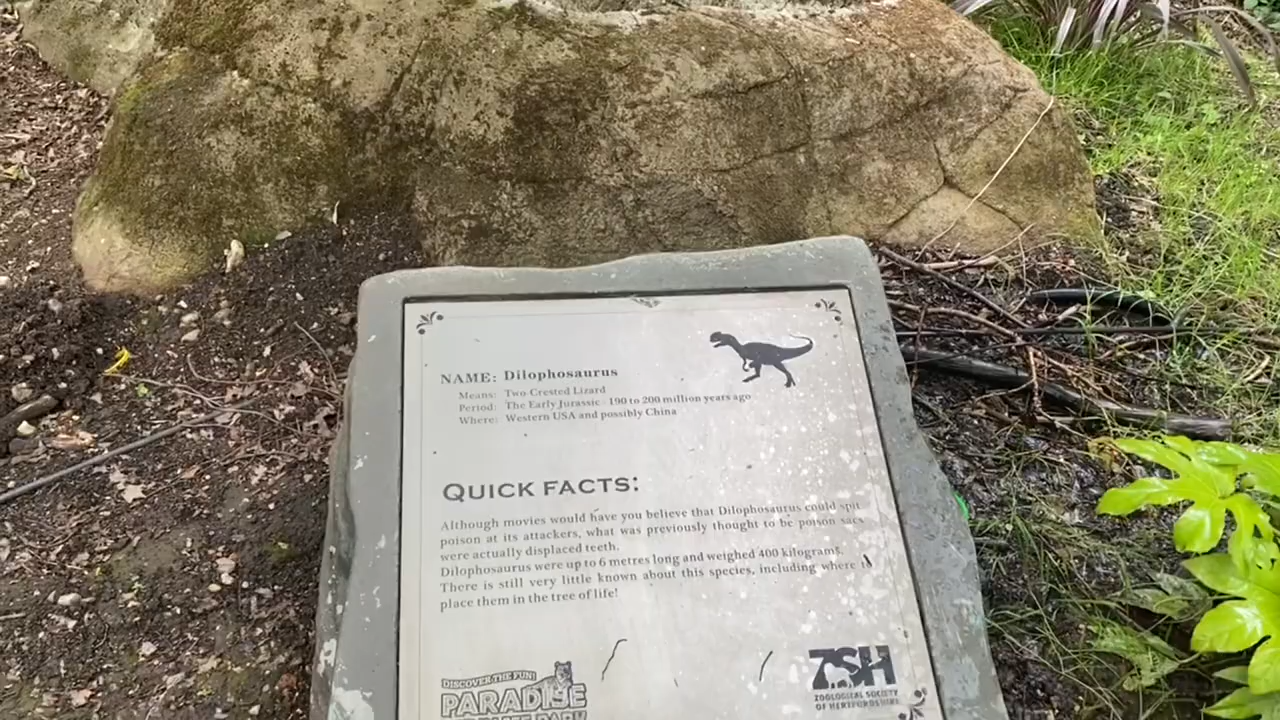 NAME: Dilophosaurus
Means: Two-Crested Lizard
Period: The Early Jurassic - 190 to 200 million years ago
Where: Western USA and possibly China
QUICK FACTS:
Although movies would have you believe that Dilophosaurus could spit
poison at its attackers, what was previously thought to be poison sacs
were actually displaced teeth.
Dilophosaurus were up to 6 metres long and weighed 400 kilograms.
There is still very little known about this species, including where to
place them in the tree of life!
DISCOVER THE FUN!
PARADISE
ZSH
ZOOLOGICAL SOCIETY
OF HERTFORDSHIRE